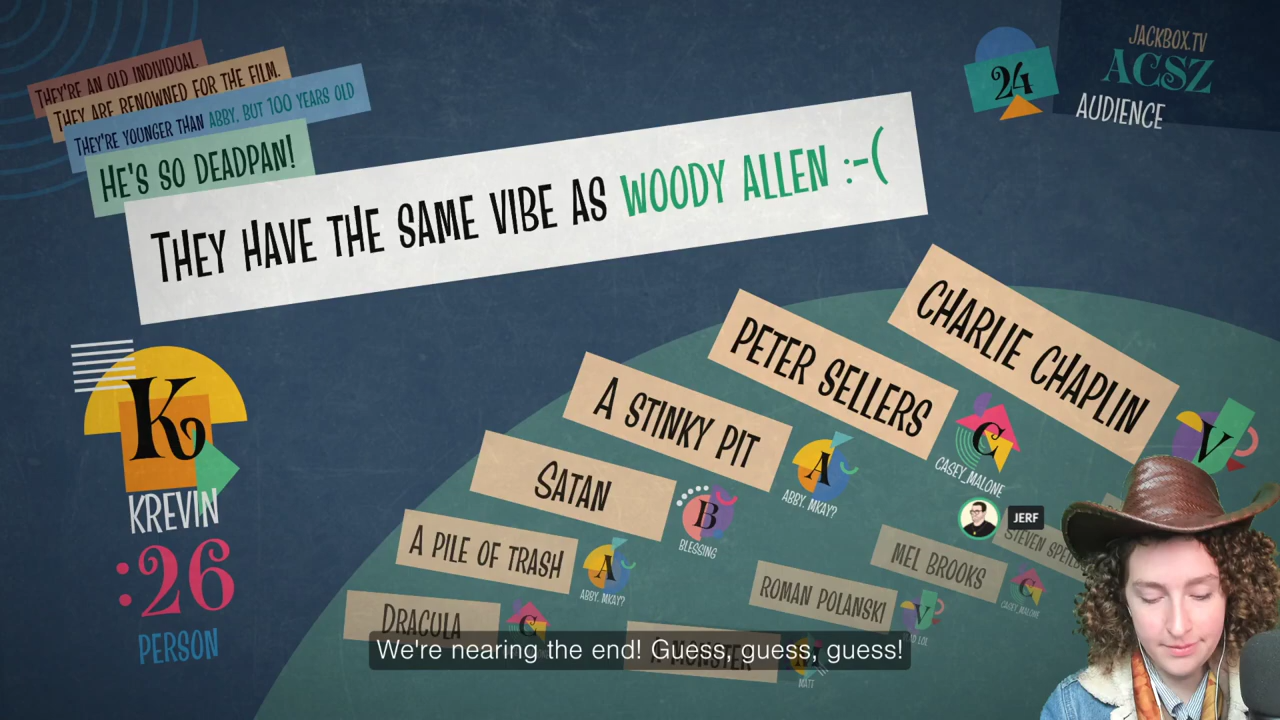 THEY'RE AN OLD INDIVIDUAL.
THEY ARE RENOWNED FOR THE FILM.
THEY'RE YOUNGER THAN ABBY, BUT 100 YEARS OLD
HE'S SO DEADPAN!
THEY HAVE THE SAME VIBE AS WOODY ALLEN :-(
24
JACKBOX.TV
ACSZ
AUDIENCE
CHARLIE CHAPLIN
V
PETER SELLERS
C
CASEY_MALONE
A STINKY PIT
A
ABBY. MKAY?
SATAN
B
BLESSING
A PILE OF TRASH
A
ABBY. MKAY?
DRACULA
C
K
KREVIN
:26
PERSON
JERF
STEVEN
MEL BROOKS
C
CASEY_MALONE
ROMAN POLANSKI
V
A MONSTER
MATT
We're nearing the end! Guess, guess, guess!